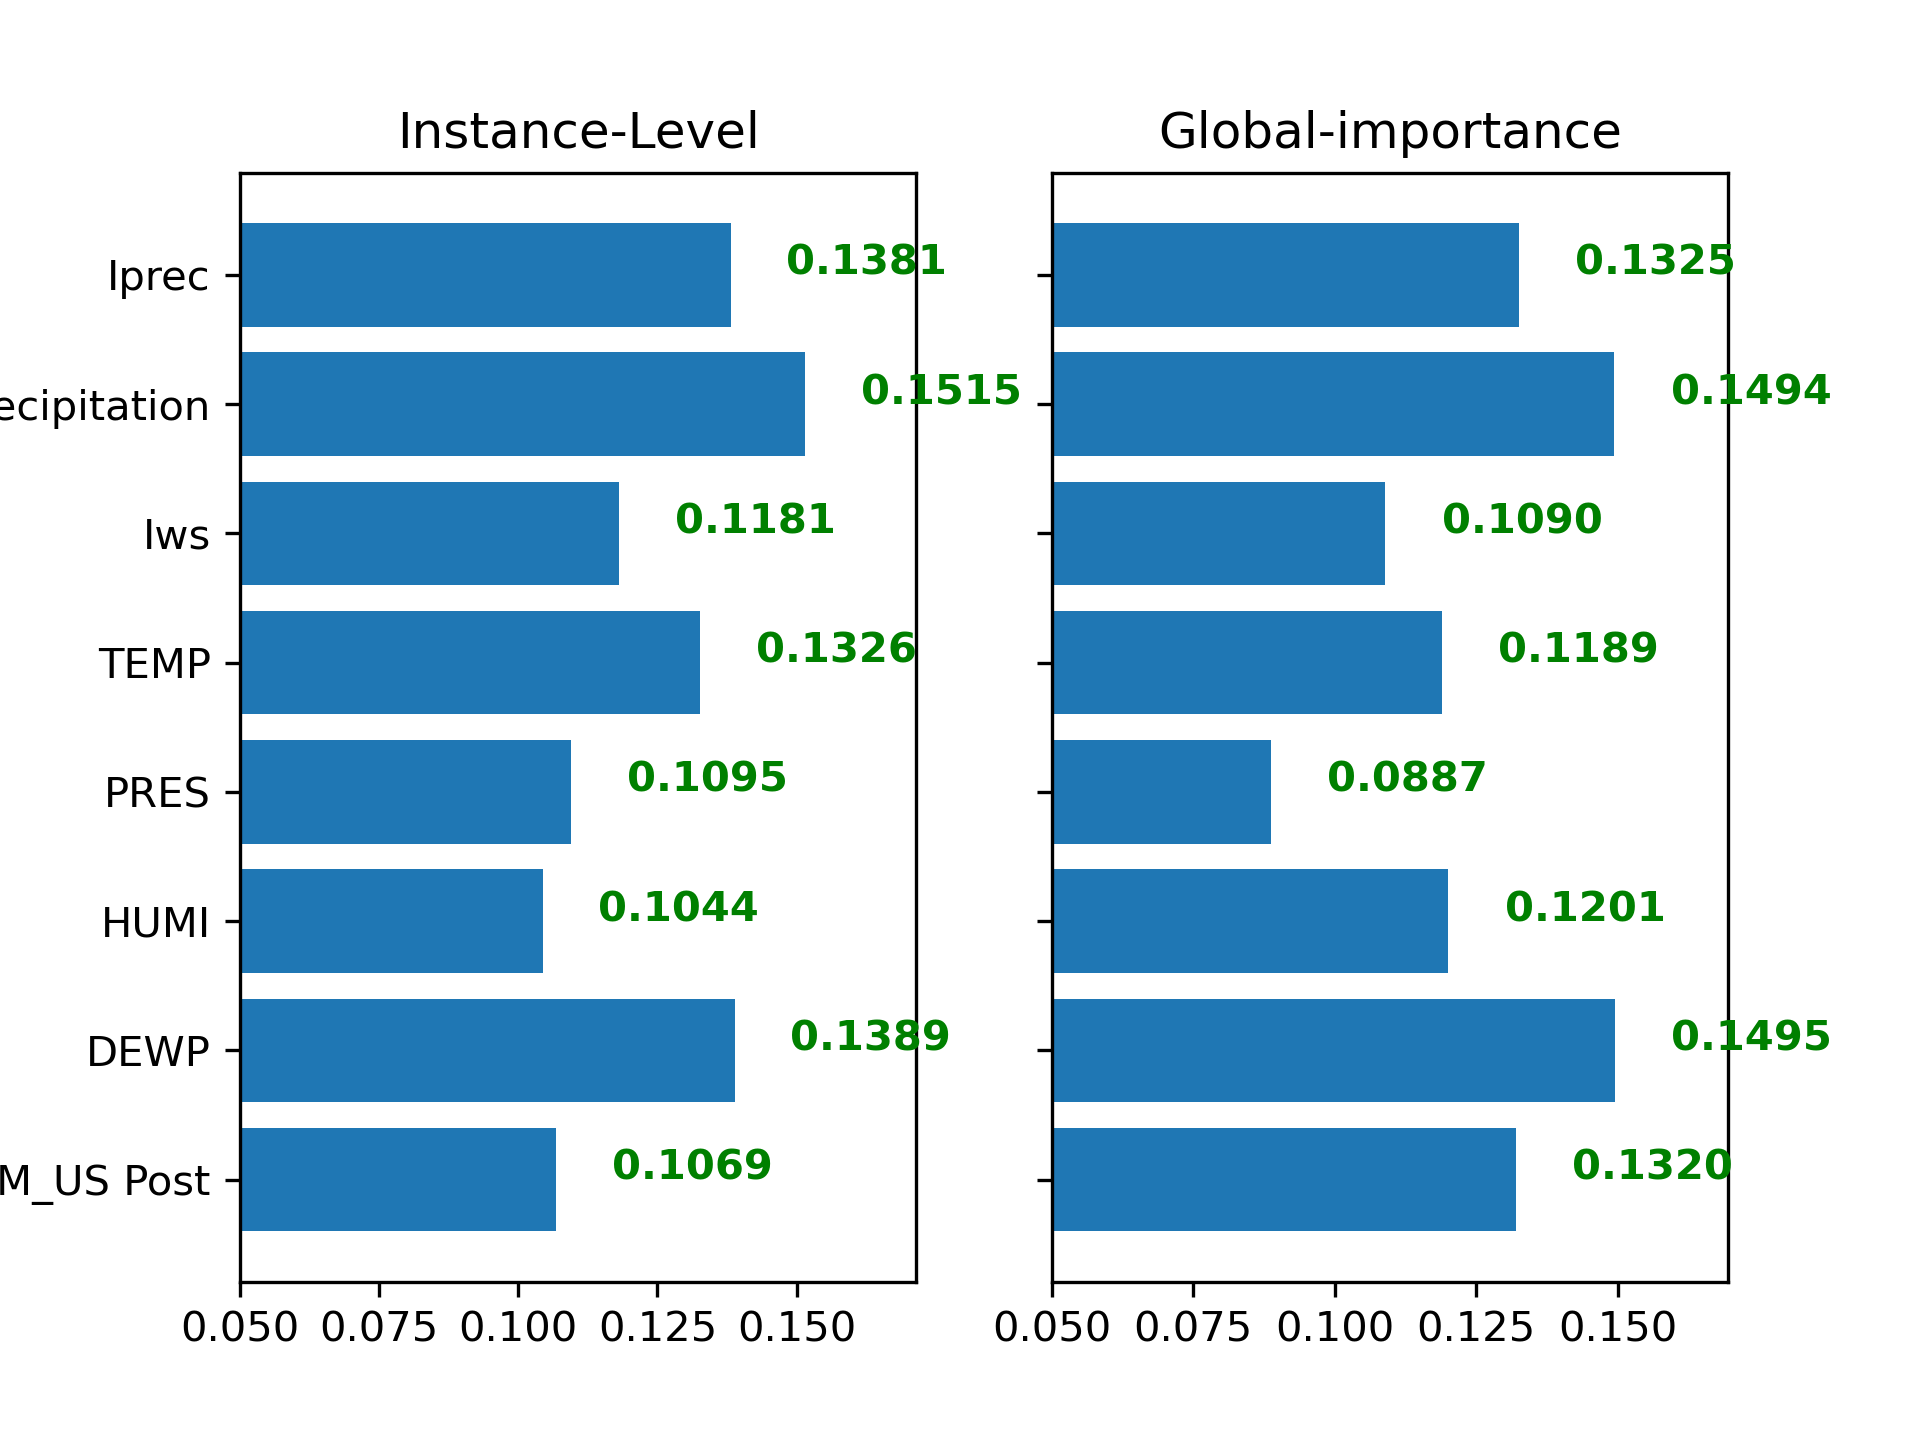 Instance-Level
Global-importance
Iprec
0.1381
0.1325
ecipitation
0.1515
0.1494
Iws
0.1181
0.1090
TEMP
0.1326
0.1189
PRES
0.1095
0.0887
HUMI
0.1044
0.1201
DEWP
0.1389
0.1495
M_US Post
0.1069
0.1320
0.050 0.075 0.100 0.125 0.150
0.050 0.075 0.100 0.125 0.150